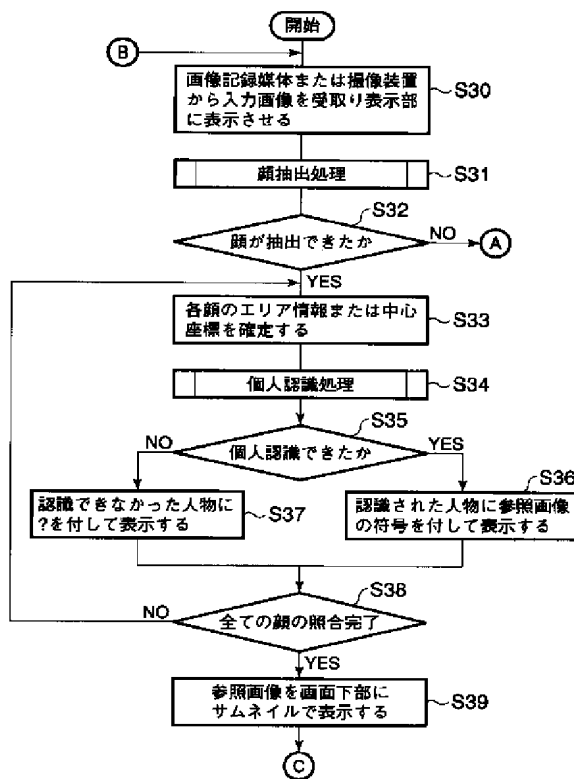 開始
B
画像記録媒体または撮像装置
から入力画像を受取り表示部
に表示させる
S30
顔抽出処理
S31
S32
顔が抽出できたか
NO
A
YES
各顔のエリア情報または中心
座標を確定する
S33
個人認識処理
S34
S35
NO
個人認識できたか
YES
認識できなかった人物に
?を付して表示する
S37
S36
認識された人物に参照画像
の符号を付して表示する
S38
NO
全ての顔の照合完了
YES
参照画像を画面下部に
サムネイルで表示する
S39
C